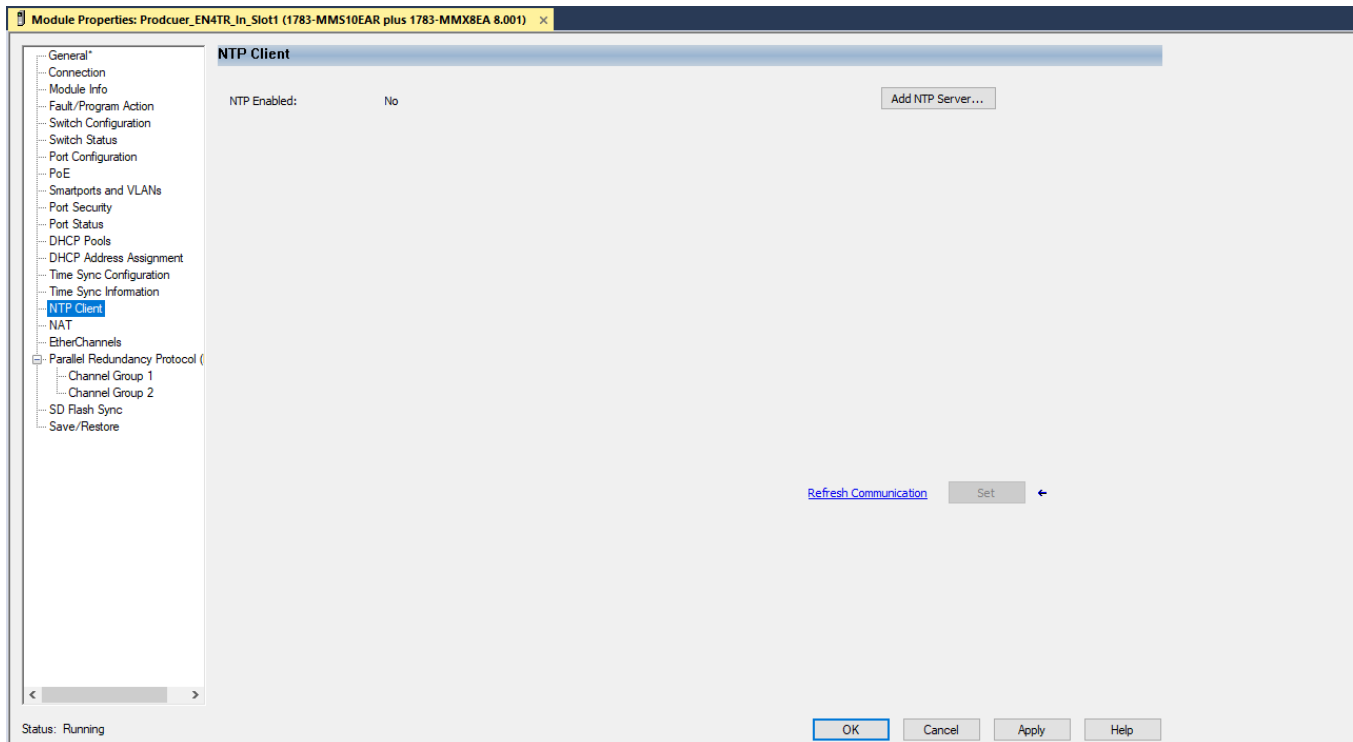 Module Properties: Prodcuer_EN4TR_In_Slot1 (1783-MMS10EAR plus 1783-MMX8EA 8.001) ×
General*
Connection
Module Info
Fault/Program Action
Switch Configuration
Switch Status
Port Configuration
PoE
Smartports and VLANs
Port Security
Port Status
DHCP Pools
DHCP Address Assignment
Time Sync Configuration
Time Sync Information
NTP Client
NAT
EtherChannels
Parallel Redundancy Protocol (
Channel Group 1
Channel Group 2
SD Flash Sync
Save/Restore
NTP Client
NTP Enabled: No Add NTP Server...
Refresh Communication Set
Status: Running
OK Cancel Apply Help